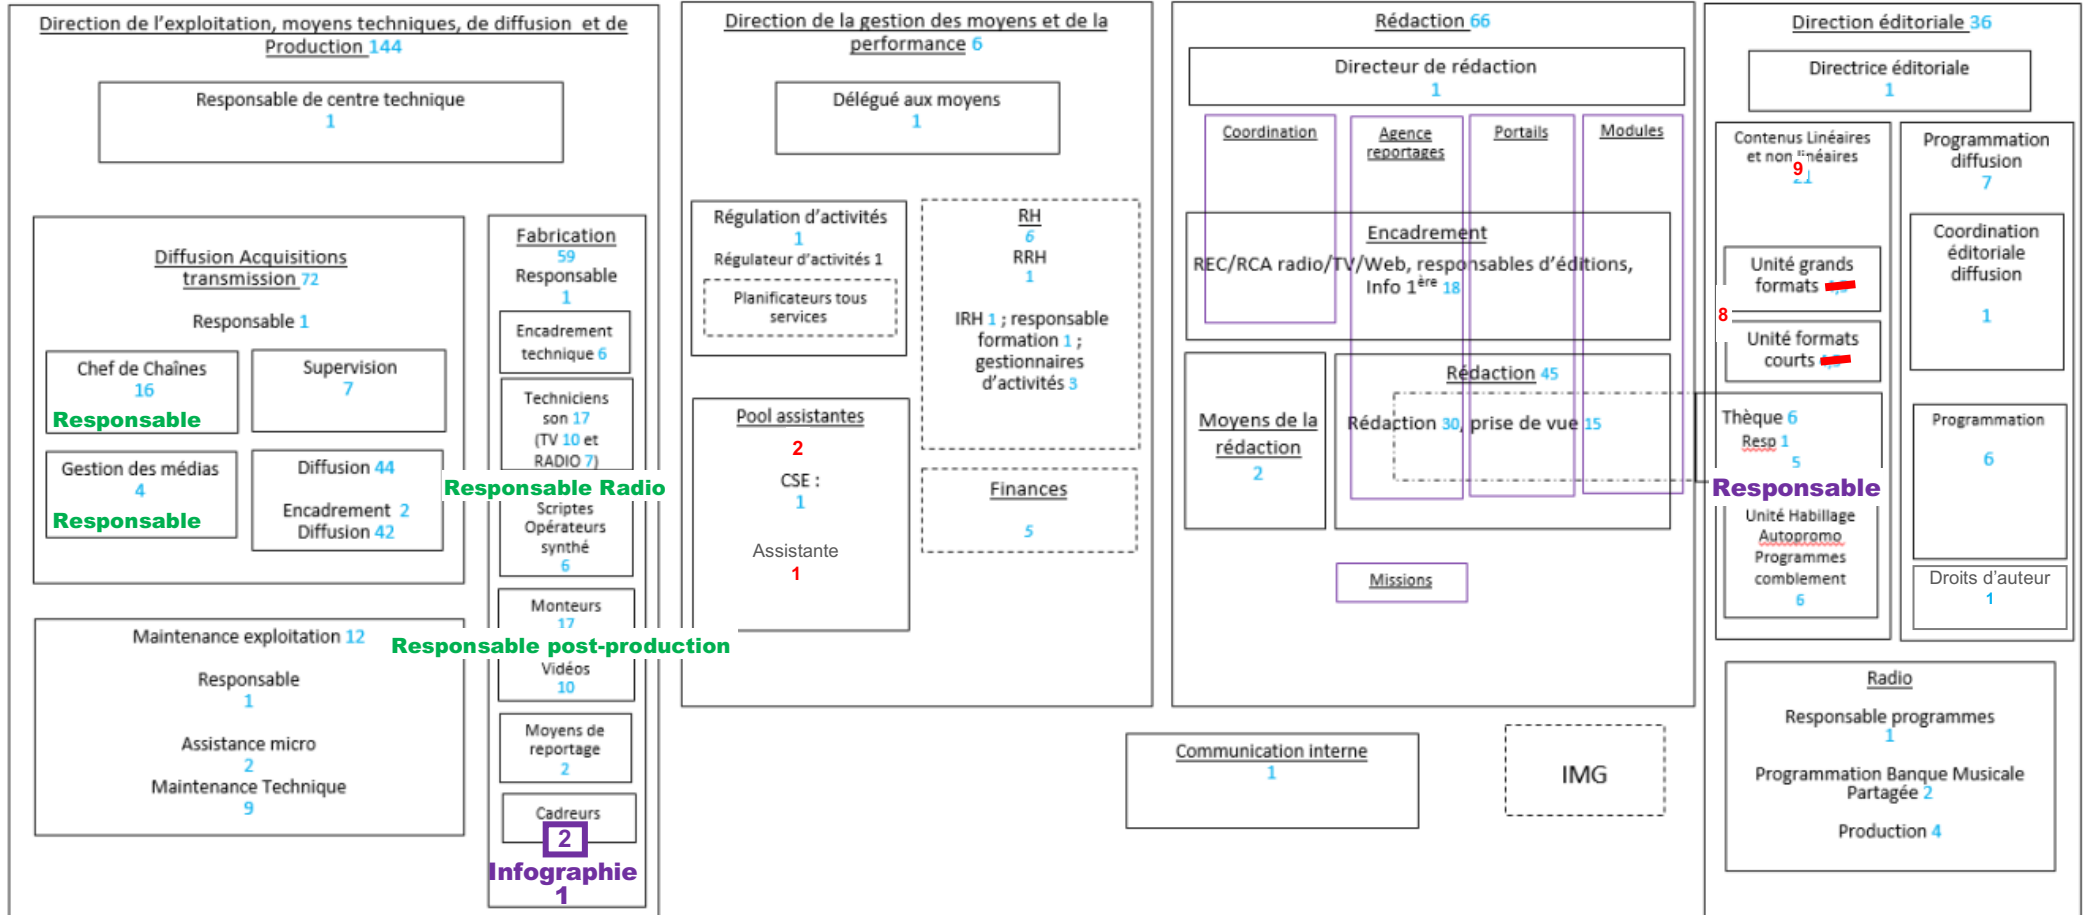 Direction de l'exploitation, moyens techniques, de diffusion et de
Production 144
Responsable de centre technique
1
Diffusion Acquisitions
transmission 72
Responsable 1
Chef de Chaînes
16
Responsable
Supervision
7
Gestion des médias
4
Responsable
Diffusion 44
Encadrement 2
Diffusion 42
Maintenance exploitation 12
Responsable
1
Assistance micro
2
Maintenance Technique
9
Fabrication
59
Responsable
1
Encadrement
technique 6
Techniciens
son 17
(TV 10 et
RADIO 7)
Responsable Radio
Scriptes
Opérateurs
synthé
6
Monteurs
17
Responsable post-production
Vidéos
10
Moyens de
reportage
2
Cadreurs
2
Infographie
1
Direction de la gestion des moyens et de la
performance 6
Délégué aux moyens
1
Régulation d'activités
1
Régulateur d'activités 1
Planificateurs tous
services
Pool assistantes
2
CSE :
1
Assistante
1
RH
6
RRH
1
IRH 1 ; responsable
formation 1 ;
gestionnaires
d'activités 3
Finances
5
Rédaction 66
Directeur de rédaction
1
Coordination
Agence
reportages
Portails
Modules
Encadrement
REC/RCA radio/TV/Web, responsables d'éditions,
Info 1ère 18
Moyens de la
rédaction
2
Rédaction 45
Rédaction 30, prise de vue 15
Missions
Communication interne
1
IMG
Direction éditoriale 36
Directrice éditoriale
1
Contenus Linéaires
et non linéaires
9
Unité grands
formats
8
Unité formats
courts
Thèque 6
Resp 1
5
Responsable
Unité Habillage
Autopromo
Programmes
comblement
6
Programmation
diffusion
7
Coordination
éditoriale
diffusion
1
Programmation
6
Droits d'auteur
1
Radio
Responsable programmes
1
Programmation Banque Musicale
Partagée 2
Production 4